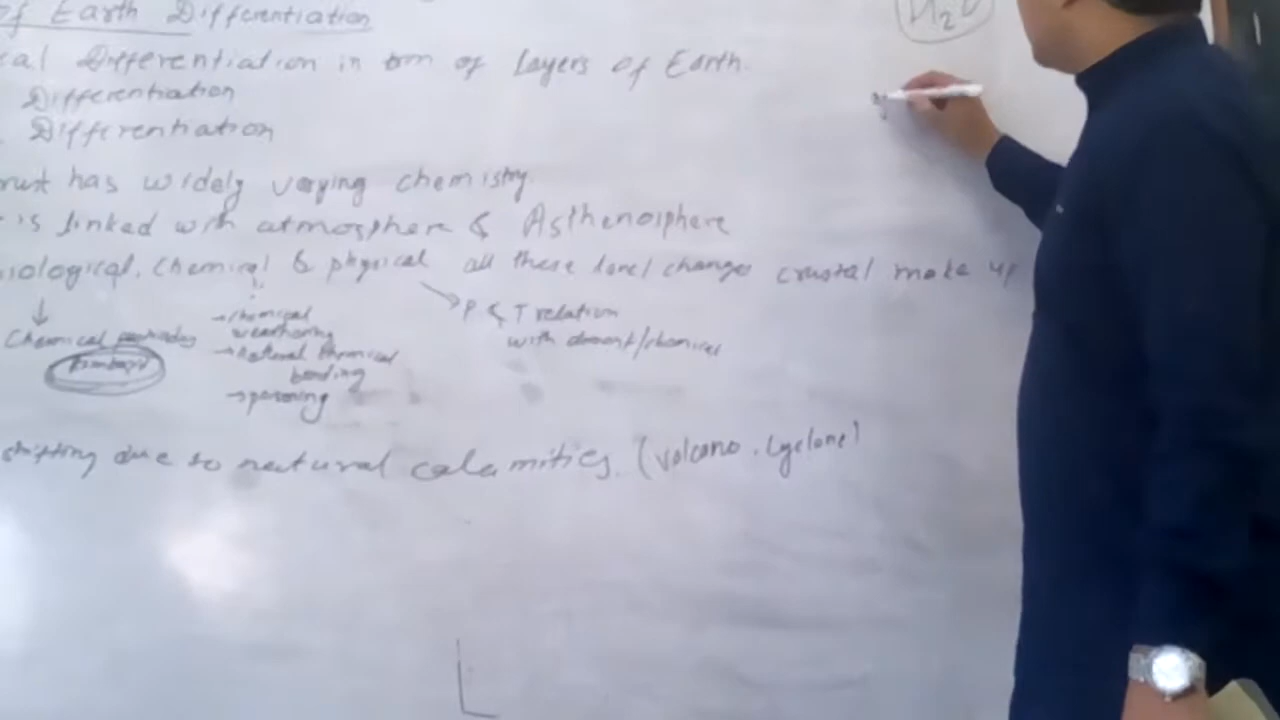 of Earth Differentiation
cal Differentiation in term of Layers of Earth.
Differentiation
Differentiation
rust has widely varying chemistry.
is linked with atmosphere & Asthenosphere
iological, Chemical & physical all these level changes crustal make up
→ chemical weathering
→ P & T relation
Chemical
with element/chemical
→ natural chemical
bonding
shifting due to natural calamities. (volcano, cyclone)
H2O